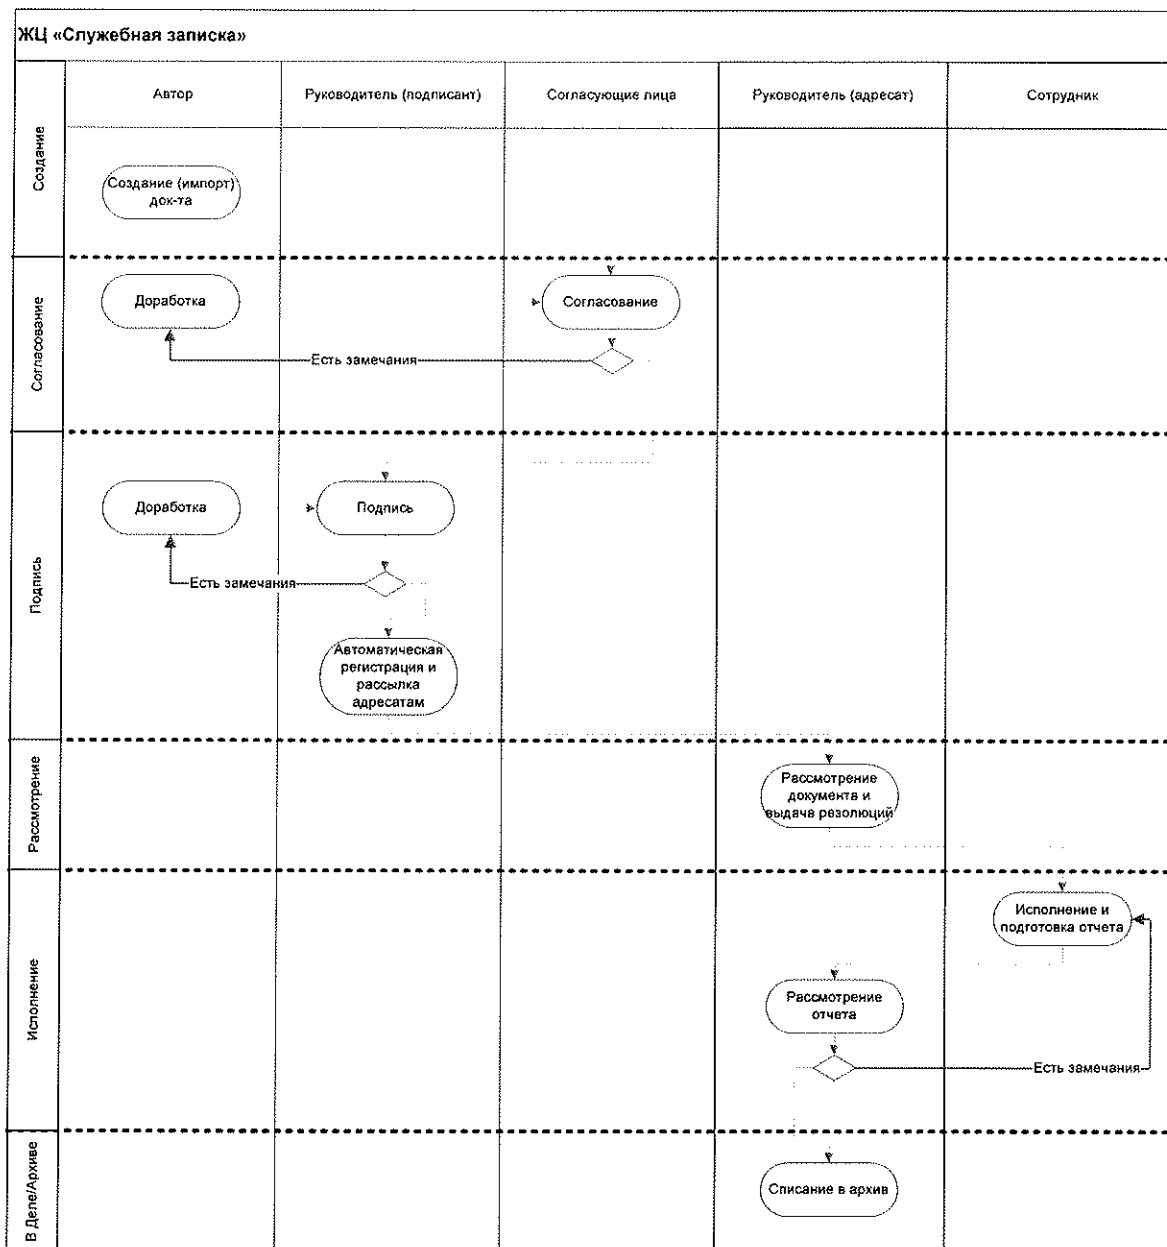 ЖЦ «Служебная записка»
Автор
Руководитель (подписант)
Согласующие лица
Руководитель (адресат)
Сотрудник
Создание
Создание (импорт)
док-та
Согласование
Доработка
Согласование
Есть замечания
Подпись
Доработка
Подпись
Есть замечания
Автоматическая
регистрация и
рассылка
адресатам
Рассмотрение
Рассмотрение
документа и
выдача резолюций
Исполнение
Исполнение и
подготовка отчета
Рассмотрение
отчета
Есть замечания
В Деле/Архиве
Списание в архив